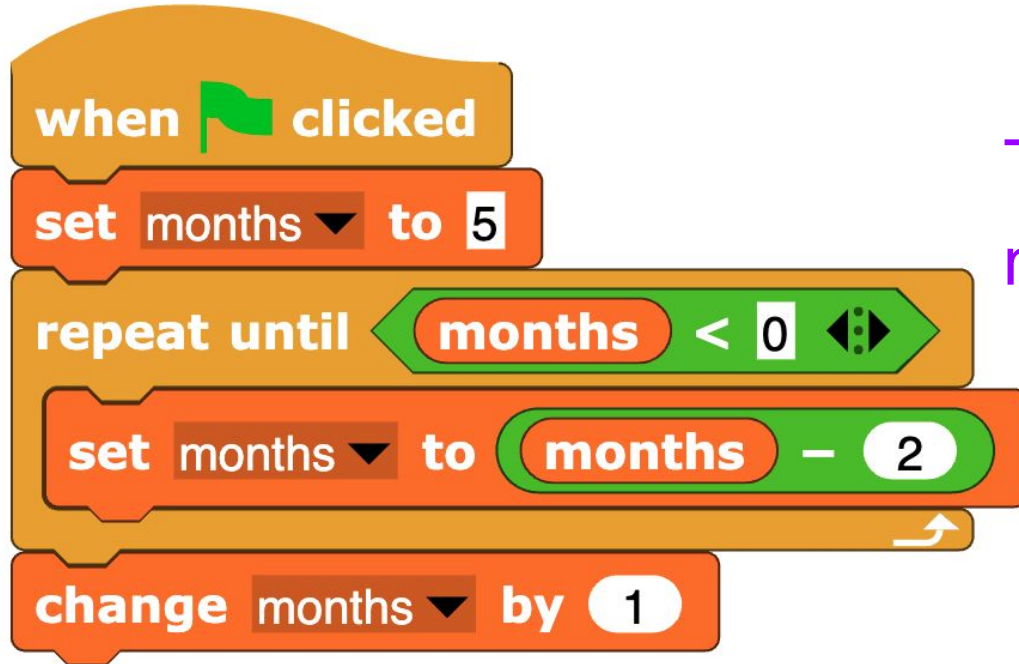 when clicked
set months to 5
repeat until months < 0
set months to months - 2
change months by 1